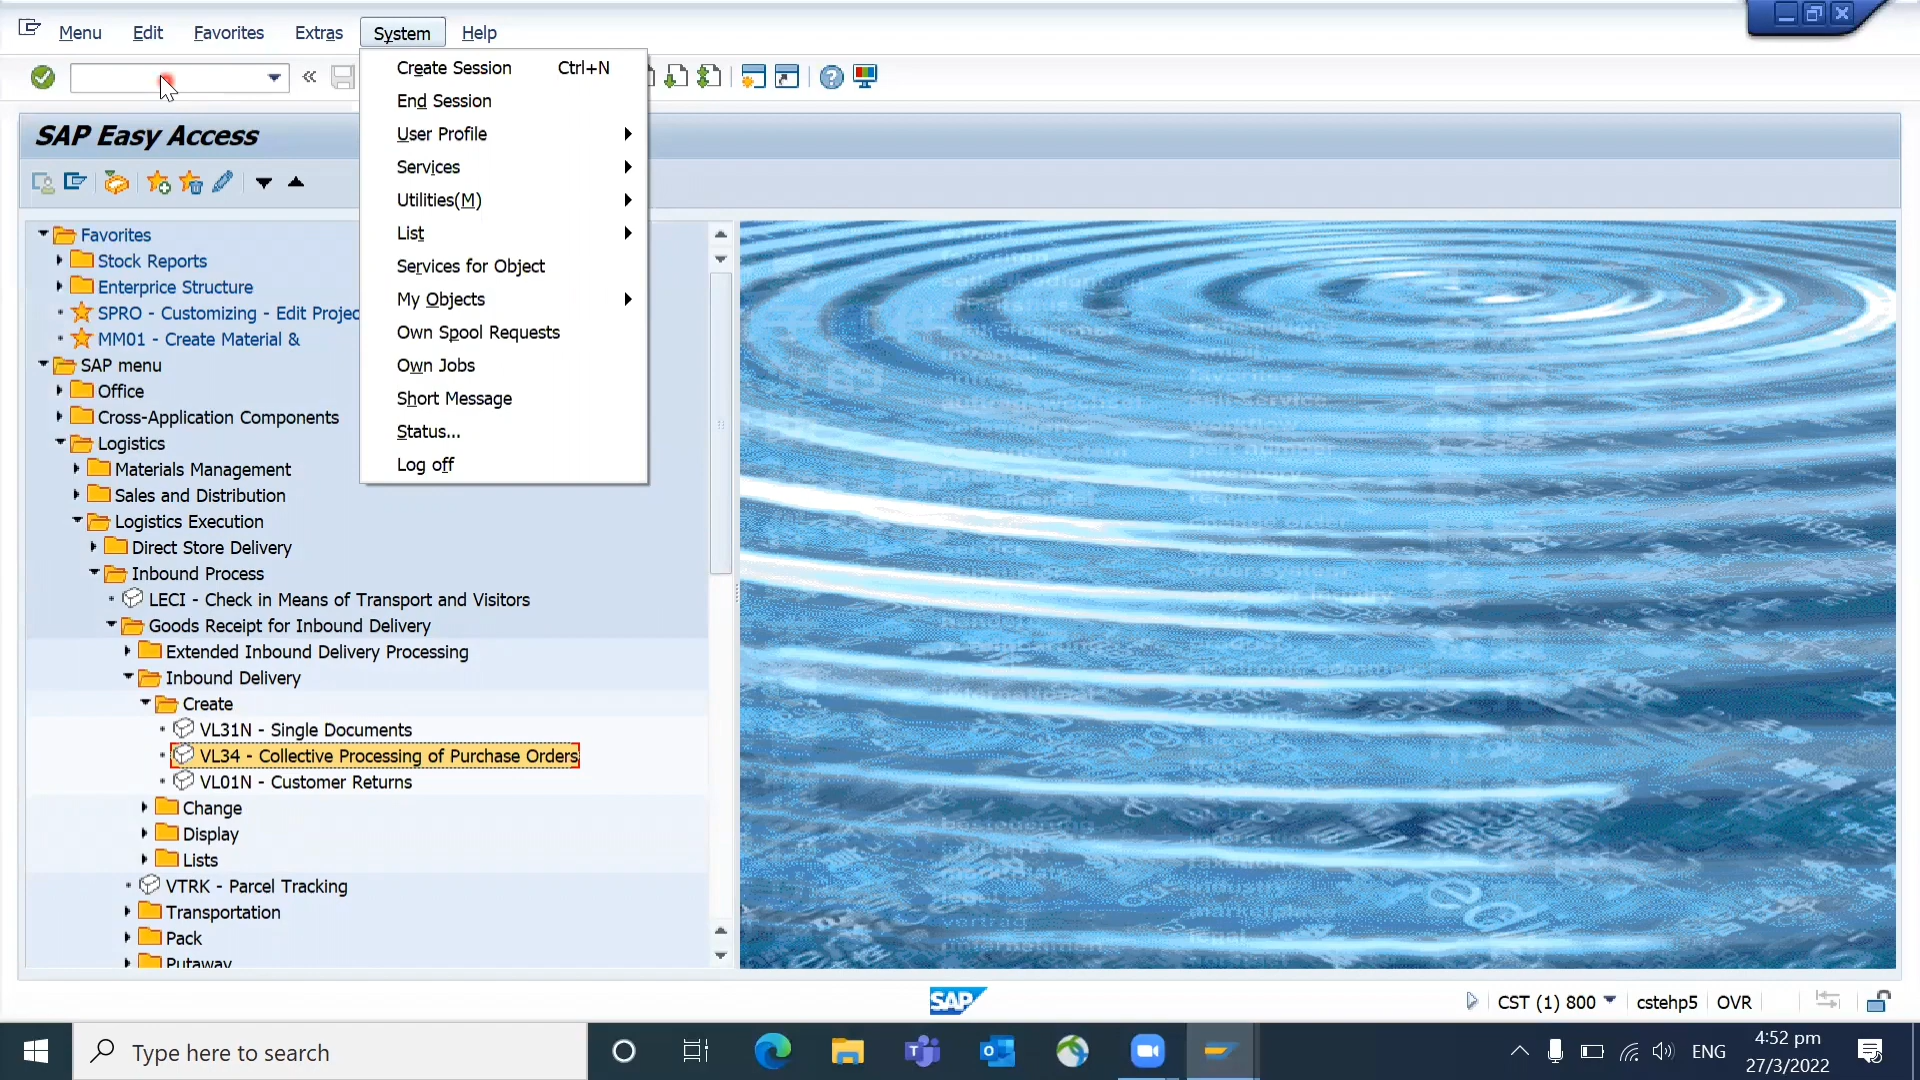 Menu Edit Favorites Extras System Help
Create Session Ctrl+N
End Session
User Profile
Services
Utilities(M)
List
Services for Object
My Objects
Own Spool Requests
Own Jobs
Short Message
Status...
Log off
SAP Easy Access
Favorites
Stock Reports
Enterprice Structure
SPRO - Customizing - Edit Projec
MM01 - Create Material &
SAP menu
Office
Cross-Application Components
Logistics
Materials Management
Sales and Distribution
Logistics Execution
Direct Store Delivery
Inbound Process
LECI - Check in Means of Transport and Visitors
Goods Receipt for Inbound Delivery
Extended Inbound Delivery Processing
Inbound Delivery
Create
VL31N - Single Documents
VL34 - Collective Processing of Purchase Orders
VL01N - Customer Returns
Change
Display
Lists
VTRK - Parcel Tracking
Transportation
Pack
Putaway
SAP
CST (1) 800 cstehp5 OVR
Type here to search
ENG
4:52 pm
27/3/2022